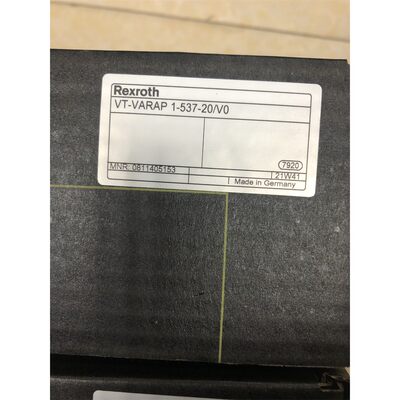 Rexroth
VT-VARAP 1-537-20/V0
7920
MNR: 0811405153
21W41
Made in Germany